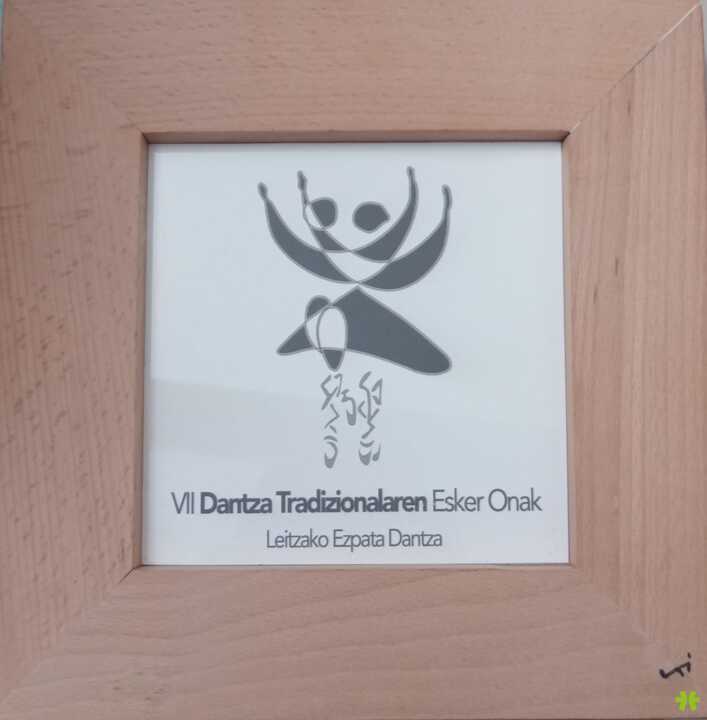 VII Dantza Tradizionalaren Esker Onak
Leitzako Ezpata Dantza